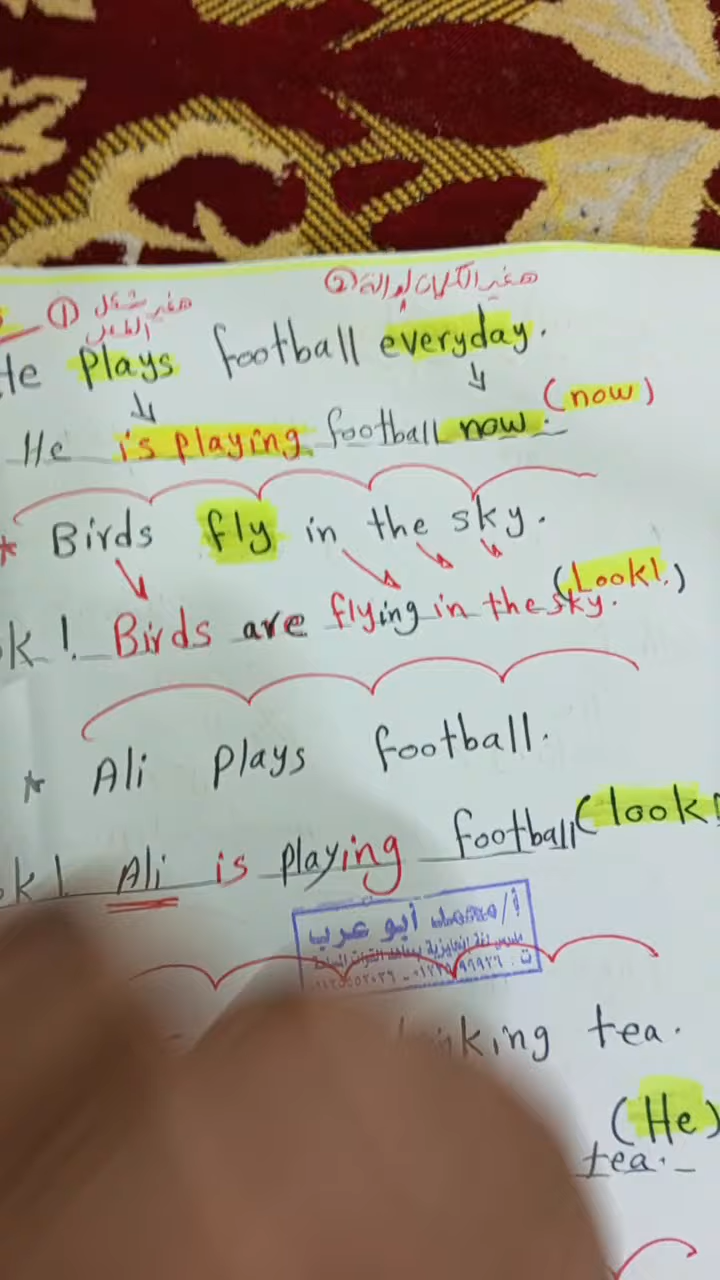 ① هغير شكل ② هغير الكلمات
الفعل
He plays football everyday.
(now)
He is playing football now.
* Birds fly in the sky.
(Look!.)
k! Birds are flying in the sky.
* Ali plays football.
(look!
k! Ali is playing football
أ/محمد أبو عرب
king tea.
(He)
tea.